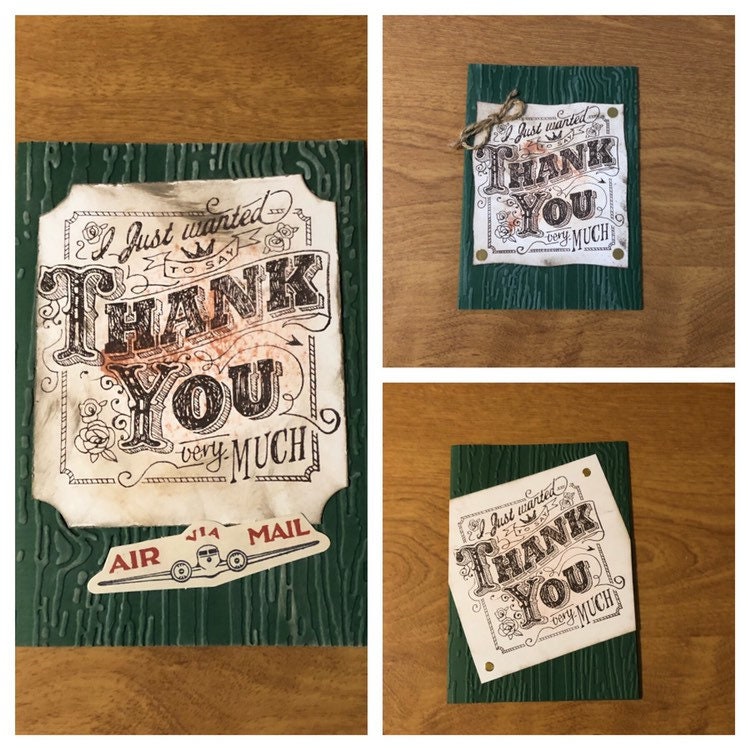 I Just wanted
TO SAY
THANK
YOU
very MUCH
AIR VIA MAIL
I Just wanted
TO SAY
THANK
YOU
very MUCH
I Just wanted
TO SAY
THANK
YOU
very MUCH